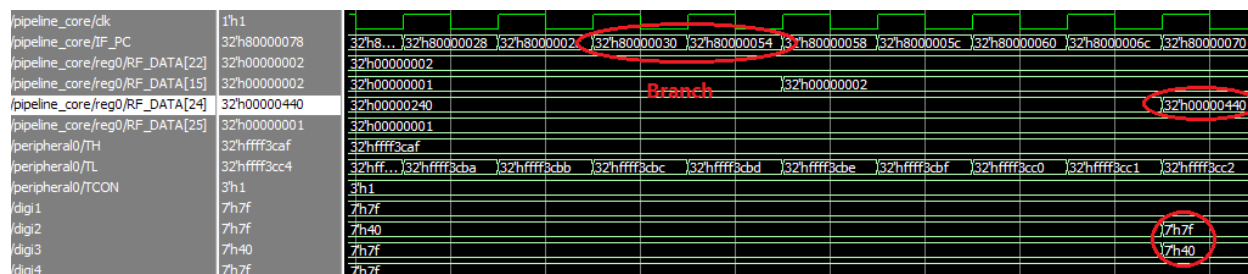 /pipeline_core/clk 1'h1
/pipeline_core/IF_PC 32'h80000078 32'h8... 32'h80000028 32'h8000002 32'h80000030 32'h80000054 32'h80000058 32'h8000005c 32'h80000060 32'h8000006c 32'h80000070
/pipeline_core/reg0/RF_DATA[22] 32'h00000002 32'h00000002
/pipeline_core/reg0/RF_DATA[15] 32'h00000002 32'h00000001 Branch 32'h00000002
/pipeline_core/reg0/RF_DATA[24] 32'h00000440 32'h00000240 32'h00000440
/pipeline_core/reg0/RF_DATA[25] 32'h00000001 32'h00000001
/peripheral0/TH 32'hffff3caf 32'hffff3caf
/peripheral0/TL 32'hffff3cc4 32'hff... 32'hffff3cba 32'hffff3cbb 32'hffff3cbc 32'hffff3cbd 32'hffff3cbe 32'hffff3cbf 32'hffff3cc0 32'hffff3cc1 32'hffff3cc2
/peripheral0/TCON 3'h1 3'h1
/digi1 7'h7f 7'h7f
/digi2 7'h7f 7'h40 7'h7f
/digi3 7'h40 7'h7f 7'h40
/digi4 7'h7f 7'h7f